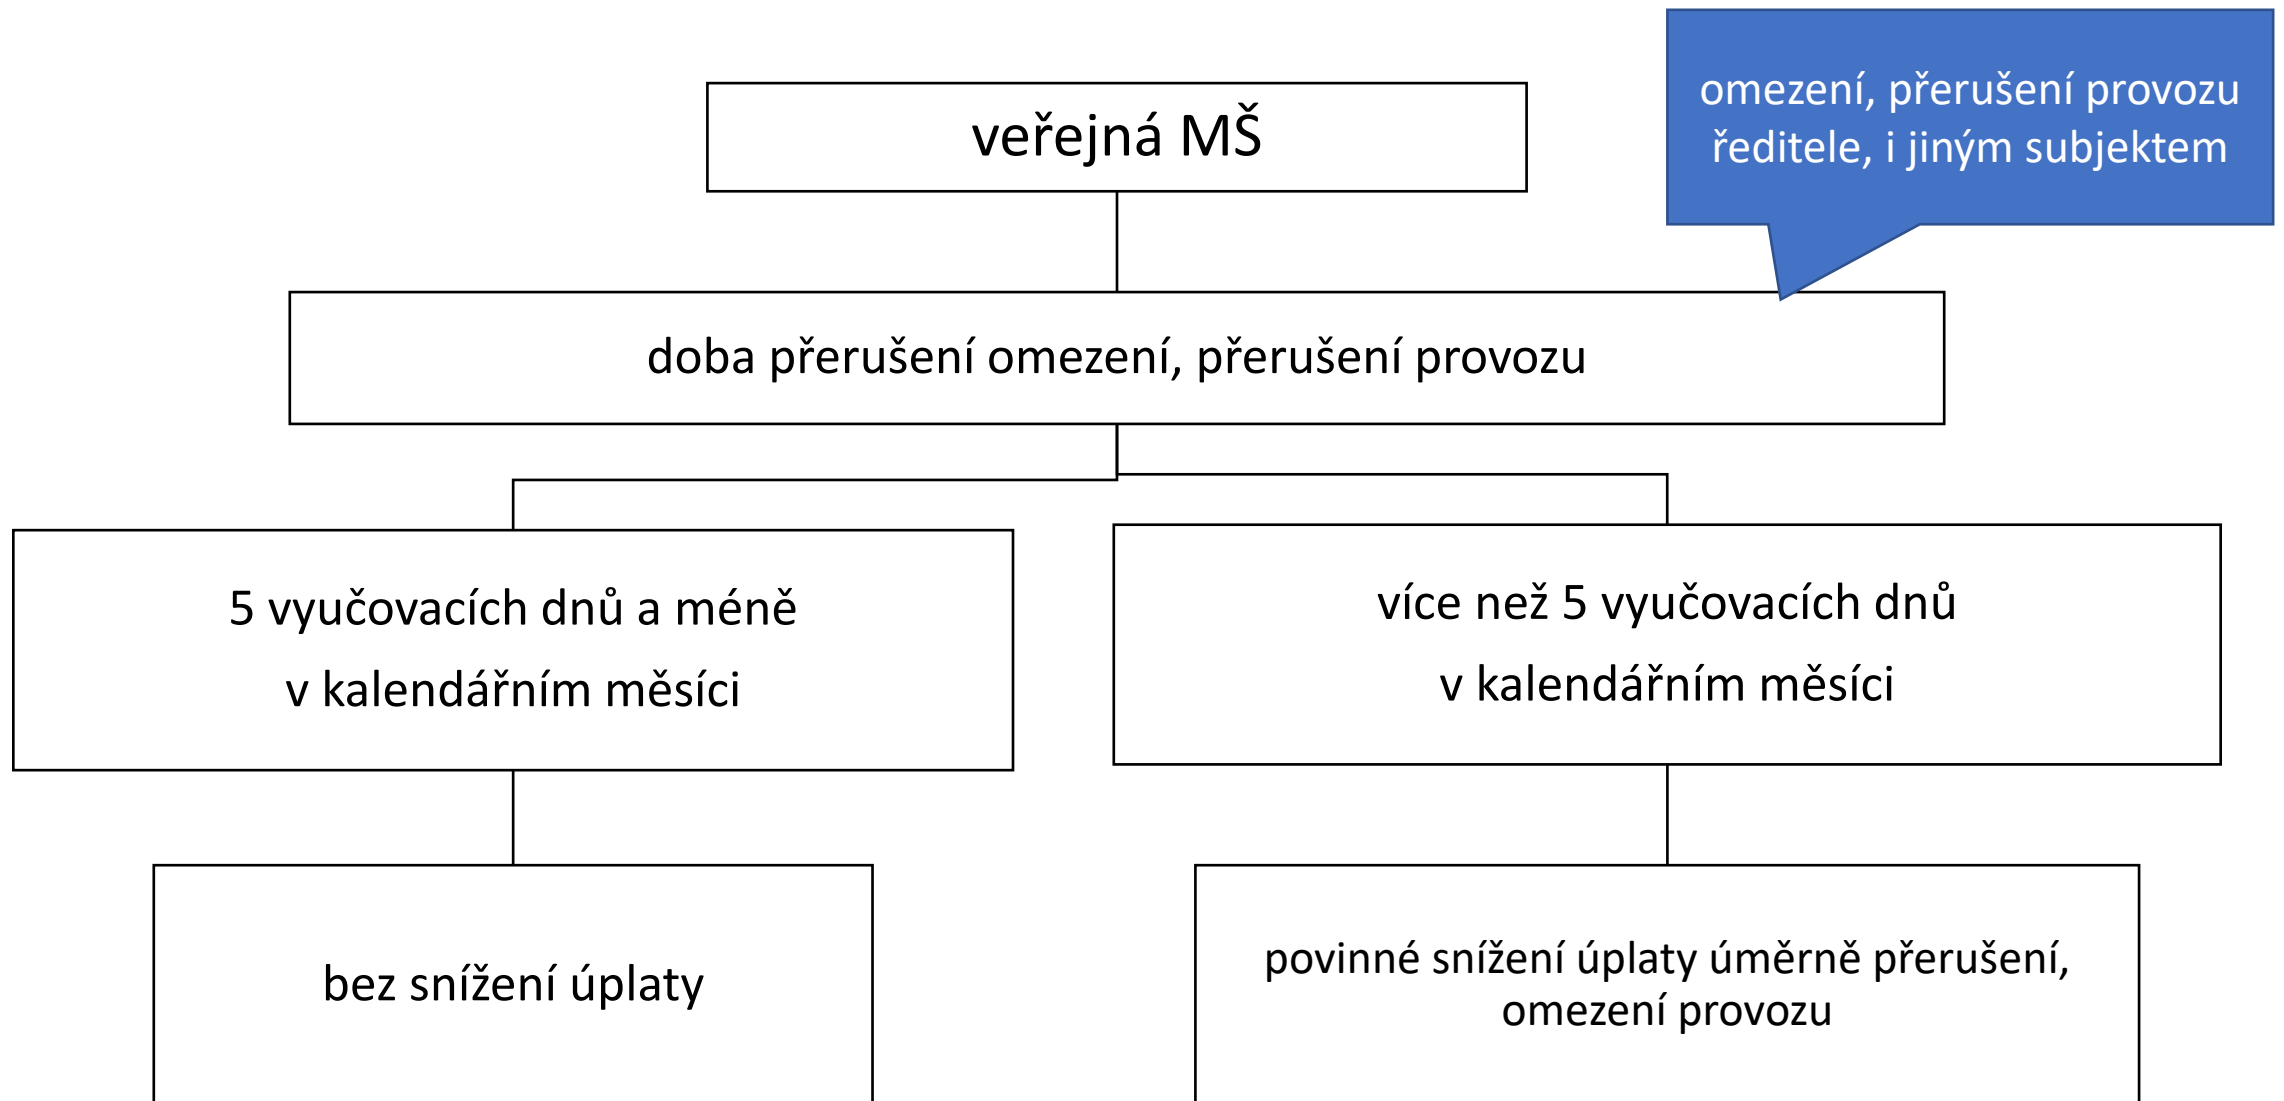 omezení, přerušení provozu
ředitele, i jiným subjektem
veřejná MŠ
doba přerušení omezení, přerušení provozu
5 vyučovacích dnů a méně
v kalendářním měsíci
více než 5 vyučovacích dnů
v kalendářním měsíci
bez snížení úplaty
povinné snížení úplaty úměrně přerušení,
omezení provozu